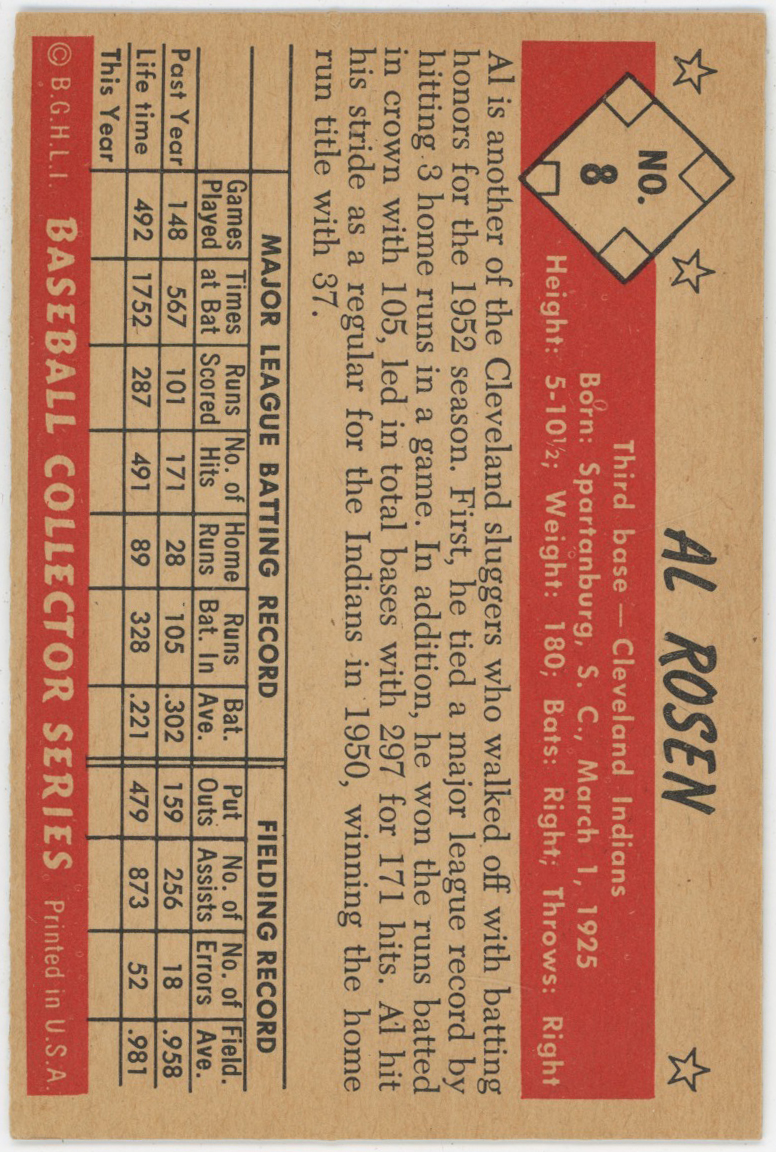 AL ROSEN
NO.
8
Third base — Cleveland Indians
Born: Spartanburg, S. C., March 1, 1925
Height: 5-10½; Weight: 180; Bats: Right; Throws: Right
Al is another of the Cleveland sluggers who walked off with batting
honors for the 1952 season. First, he tied a major league record by
hitting 3 home runs in a game. In addition, he won the runs batted
in crown with 105, led in total bases with 297 for 171 hits. Al hit
his stride as a regular for the Indians in 1950, winning the home
run title with 37.
MAJOR LEAGUE BATTING RECORD FIELDING RECORD
Games Times Runs No. of Home Runs Bat. Put No. of No. of Field.
Played at Bat Scored Hits Runs Bat. In Ave. Outs Assists Errors Ave.
Past Year 148 567 101 171 28 105 .302 159 256 18 .958
Life time 492 1752 287 491 89 328 .221 479 873 52 .981
This Year
© B.G.H.L.I. BASEBALL COLLECTOR SERIES Printed in U.S.A.